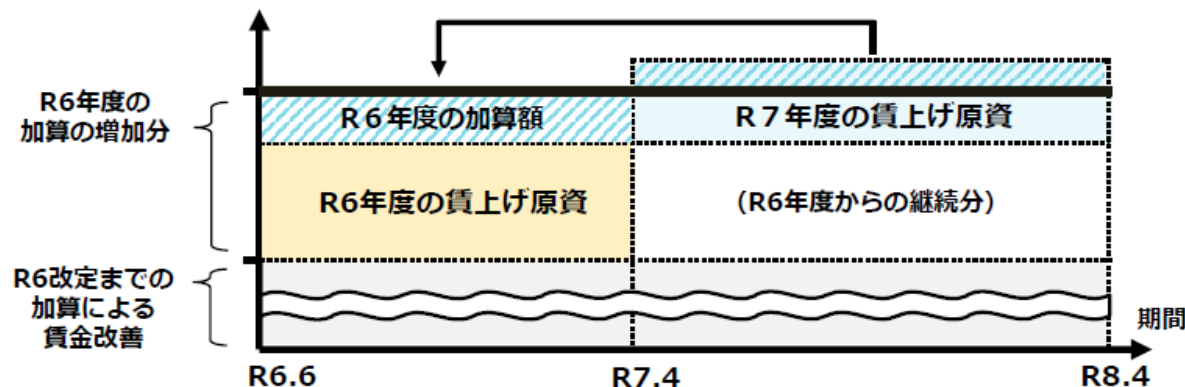 R6年度の
加算の増加分
R６年度の加算額
R７年度の賃上げ原資
R6年度の賃上げ原資
（R6年度からの継続分）
R6改定までの
加算による
賃金改善
期間
R6.6
R7.4
R8.4